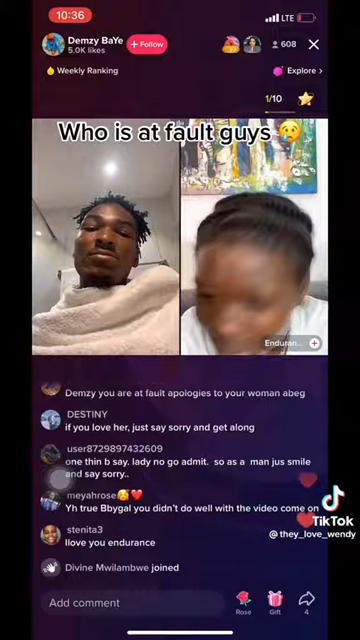 10:36
LTE
Demzy BaYe
5.0K likes
+ Follow
608
Weekly Ranking
Explore >
1/10
Who is at fault guys 😢
Enduran...
Demzy you are at fault apologies to your woman abeg
DESTINY
if you love her, just say sorry and get along
user8729897432609
one thin b say. lady no go admit. so as a man jus smile
and say sorry..
meyahrose🥰❤️
Yh true Bbygal you didn’t do well with the video come on
stenita3
Ilove you endurance
Divine Mwilambwe joined
TikTok
@they_love_wendy
Add comment
Rose
Gift
4